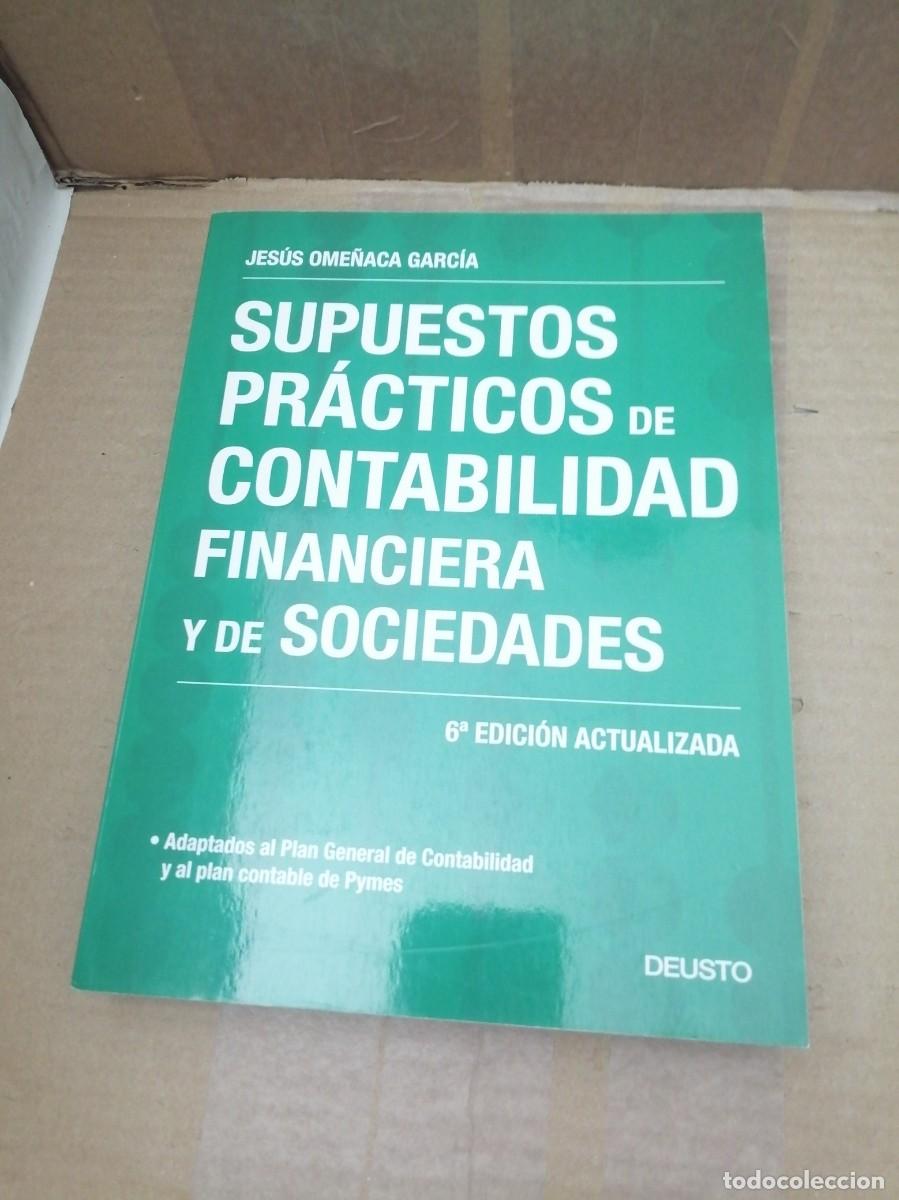 JESÚS OMEÑACA GARCÍA
SUPUESTOS
PRÁCTICOS DE
CONTABILIDAD
FINANCIERA
Y DE SOCIEDADES
6ª EDICIÓN ACTUALIZADA
• Adaptados al Plan General de Contabilidad
y al plan contable de Pymes
DEUSTO
todocoleccion